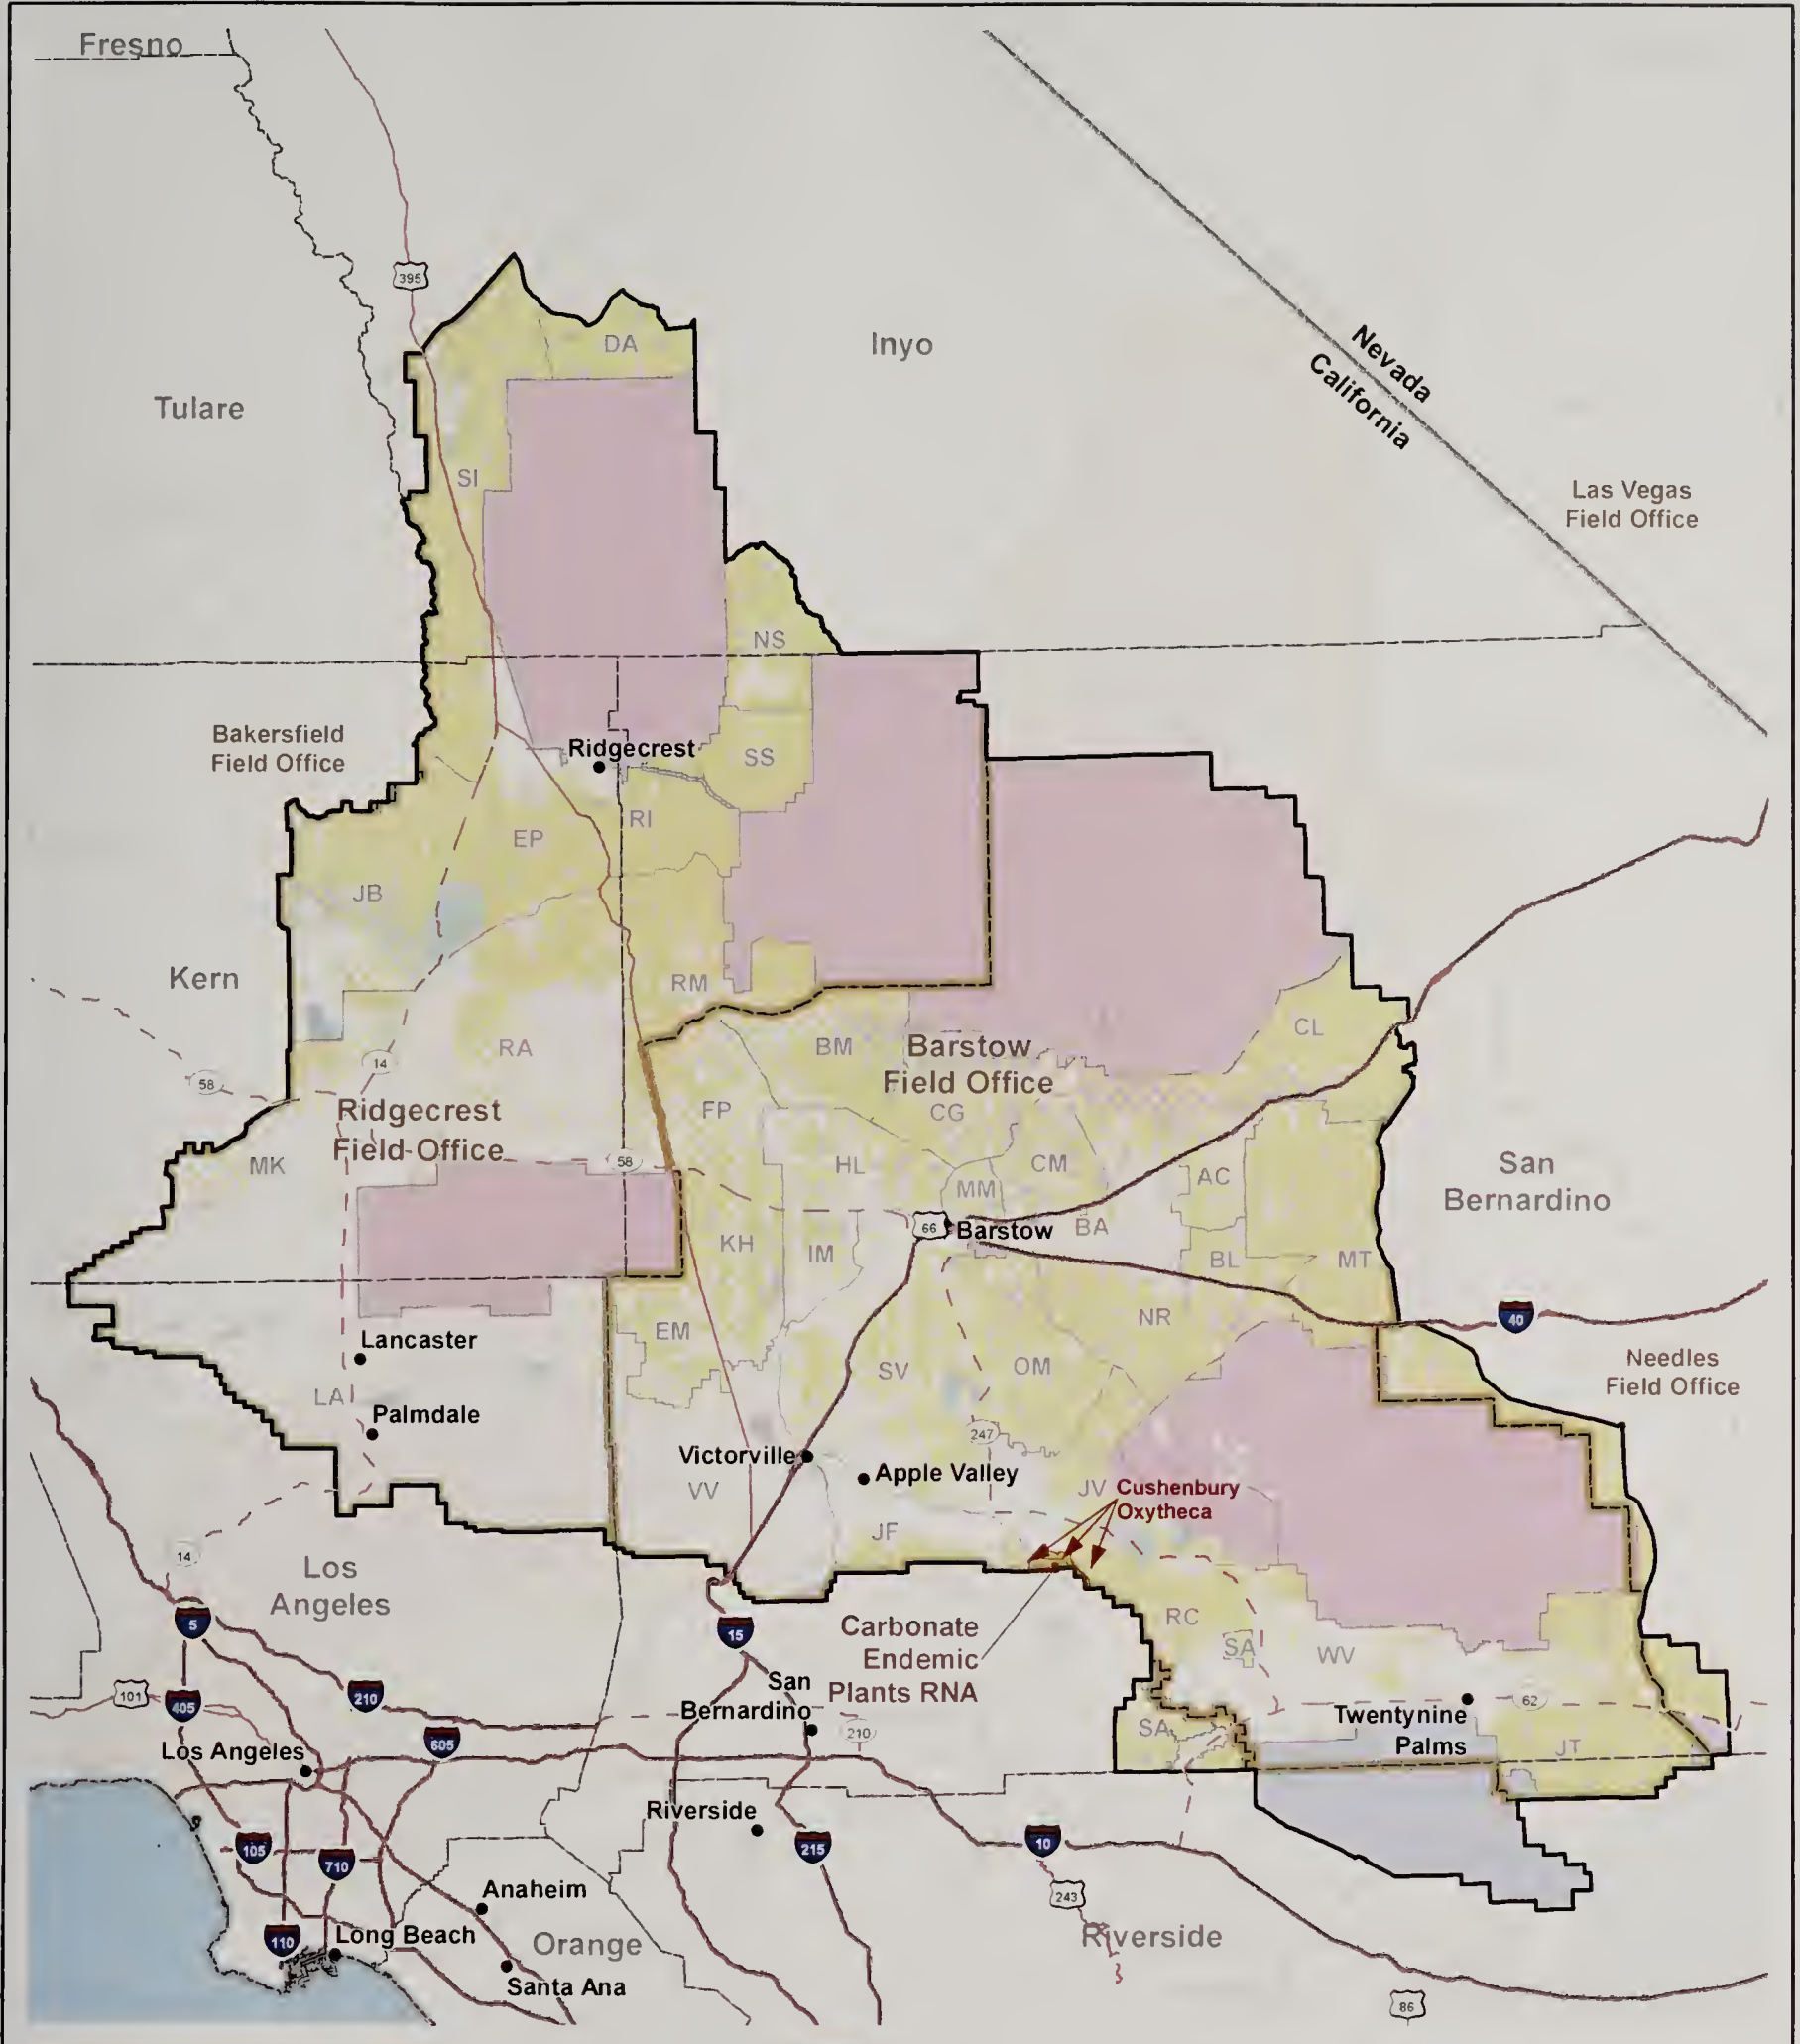 Fresno
395
Inyo
DA
Nevada
California
Tulare
SI
Las Vegas
Field Office
NS
Bakersfield
Field Office
Ridgecrest
SS
EP
RI
JB
Kern
RM
CL
RA
BM
Barstow
Field Office
14
58
Ridgecrest
Field Office
FP
CG
MK
58
HL
CM
MM
AC
San
Bernardino
66
Barstow
BA
KH
IM
BL
MT
NR
40
EM
Lancaster
SV
OM
Needles
Field Office
LA
Palmdale
247
Victorville
Apple Valley
VV
JV
Cushenbury
Oxytheca
JF
14
Los
Angeles
5
15
Carbonate
Endemic
Plants RNA
RC
SA
WV
101
405
210
San
Bernardino
210
62
Twentynine
Palms
SA
JT
605
Los Angeles
Riverside
105
710
215
10
Anaheim
243
110
Long Beach
Orange
Riverside
Santa Ana
86